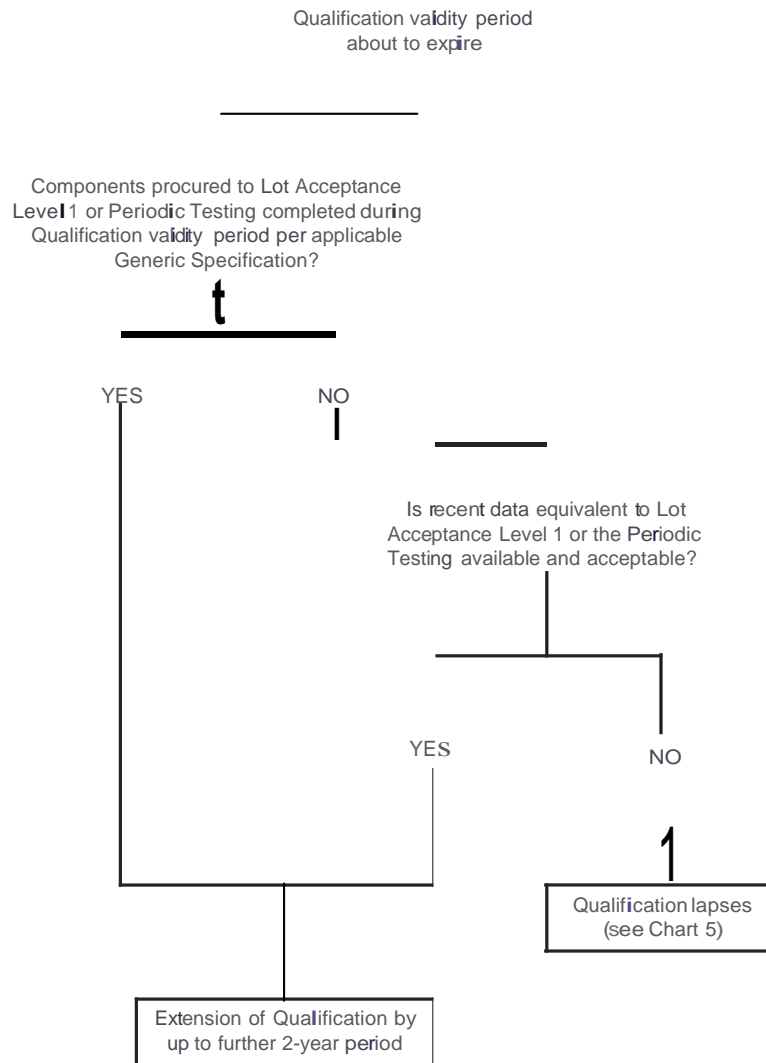 Qualification validity period
about to expire
Components procured to Lot Acceptance
Level 1 or Periodic Testing completed during
Qualification validity period per applicable
Generic Specification?
t
YES
NO
Is recent data equivalent to Lot
Acceptance Level 1 or the Periodic
Testing available and acceptable?
YES
NO
1
Qualification lapses
(see Chart 5)
Extension of Qualification by
up to further 2-year period